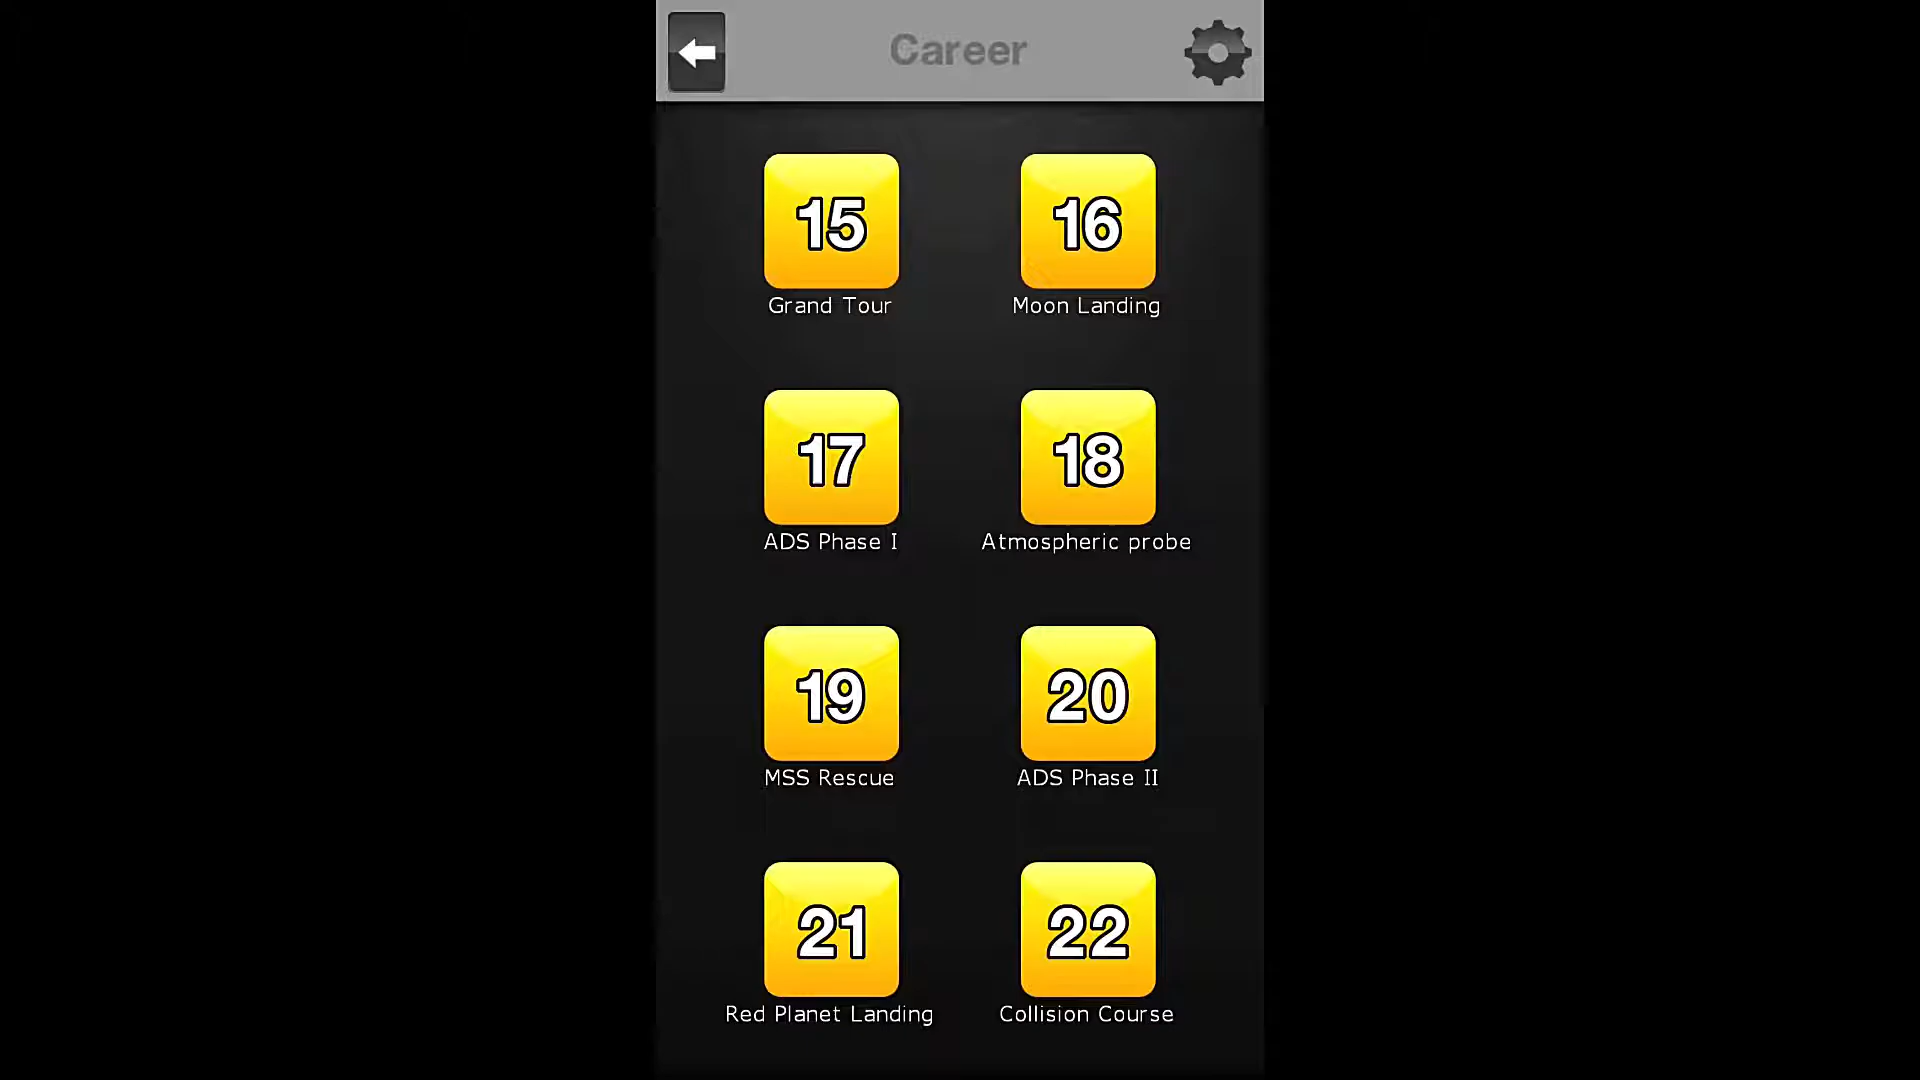 Career
15
16
Grand Tour
Moon Landing
17
18
ADS Phase I
Atmospheric probe
19
20
MSS Rescue
ADS Phase II
21
22
Red Planet Landing
Collision Course